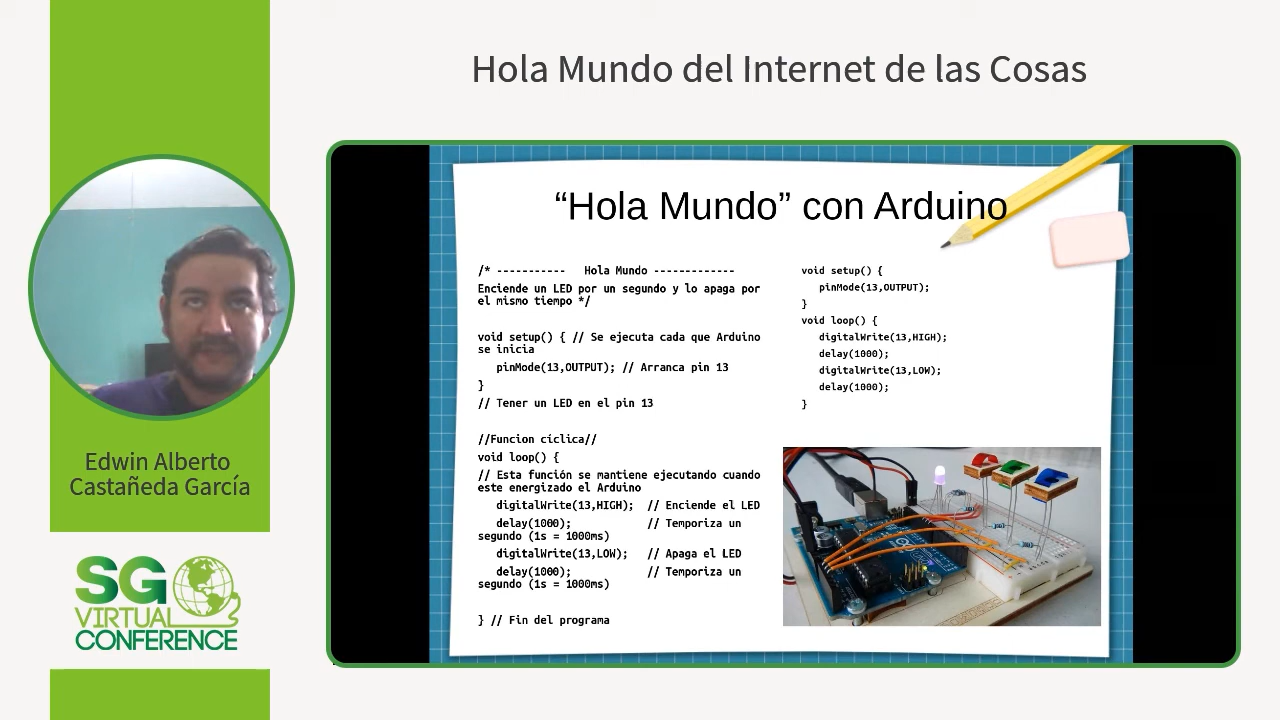 Hola Mundo del Internet de las Cosas
“Hola Mundo” con Arduino
/* -----------   Hola Mundo -------------
Enciende un LED por un segundo y lo apaga por
el mismo tiempo */
void setup() { // Se ejecuta cada que Arduino
se inicia
pinMode(13,OUTPUT); // Arranca pin 13
}
// Tener un LED en el pin 13
//Funcion cíclica//
void loop() {
// Esta función se mantiene ejecutando cuando
este energizado el Arduino
digitalWrite(13,HIGH);  // Enciende el LED
delay(1000);            // Temporiza un
segundo (1s = 1000ms)
digitalWrite(13,LOW);   // Apaga el LED
delay(1000);            // Temporiza un
segundo (1s = 1000ms)
} // Fin del programa
void setup() {
pinMode(13,OUTPUT);
}
void loop() {
digitalWrite(13,HIGH);
delay(1000);
digitalWrite(13,LOW);
delay(1000);
}
Edwin Alberto
Castañeda García
SG
VIRTUAL
CONFERENCE